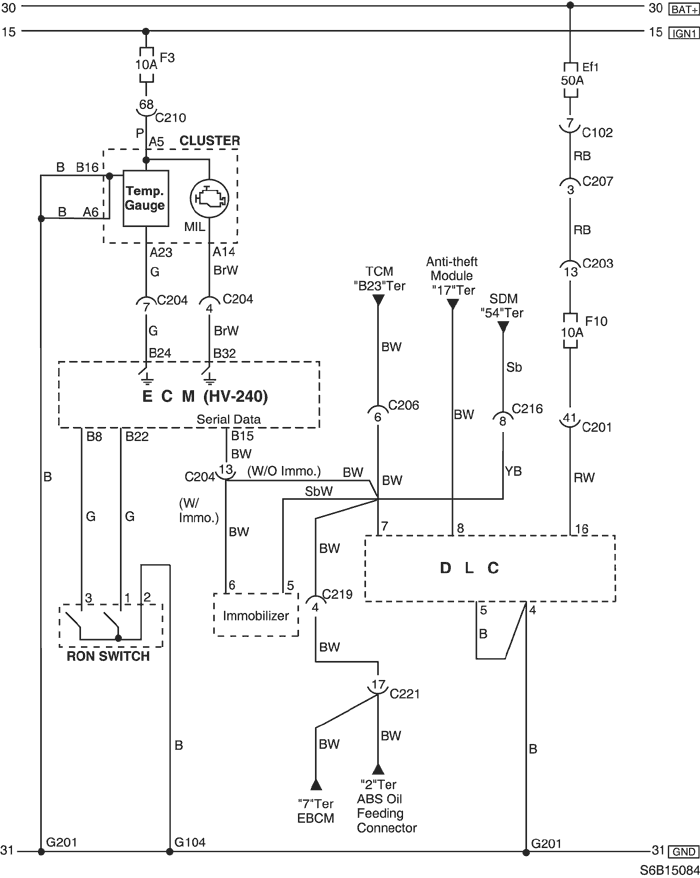 30
30 BAT+
15
15 IGN1
F3
10A
Ef1
50A
68
C210
7
C102
P
A5
CLUSTER
RB
B
B16
Temp.
Gauge
3
C207
B
A6
MIL
RB
A23
A14
G
BrW
TCM
"B23"Ter
Anti-theft
Module
"17"Ter
SDM
"54"Ter
13
C203
7
C204
4
C204
F10
10A
G
BrW
BW
Sb
B24
B32
E C M (HV-240)
Serial Data
6
C206
BW
8
C216
41
C201
B8
B22
B15
BW
13
C204
(W/O Immo.)
BW
BW
YB
RW
B
SbW
(W/
Immo.)
G
G
BW
BW
7
8
16
D L C
6
5
Immobilizer
4
C219
5
4
B
3
1
2
RON SWITCH
BW
17
C221
B
BW
BW
B
"7"Ter
EBCM
"2"Ter
ABS Oil
Feeding
Connector
31
G201
G104
G201
31 GND
S6B15084